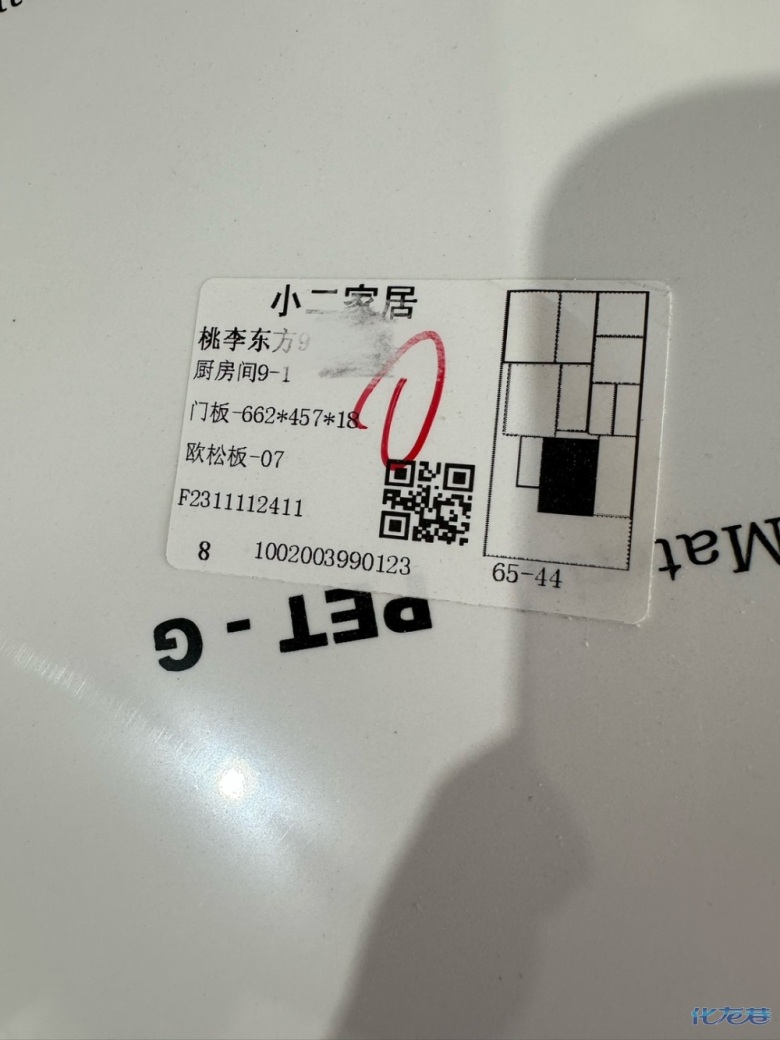 小二家居
桃李东方9
厨房间9-1
门板-662*457*18
欧松板-07
F2311112411
8 1002003990123
65-44
Mat
PET - G
化龙巷